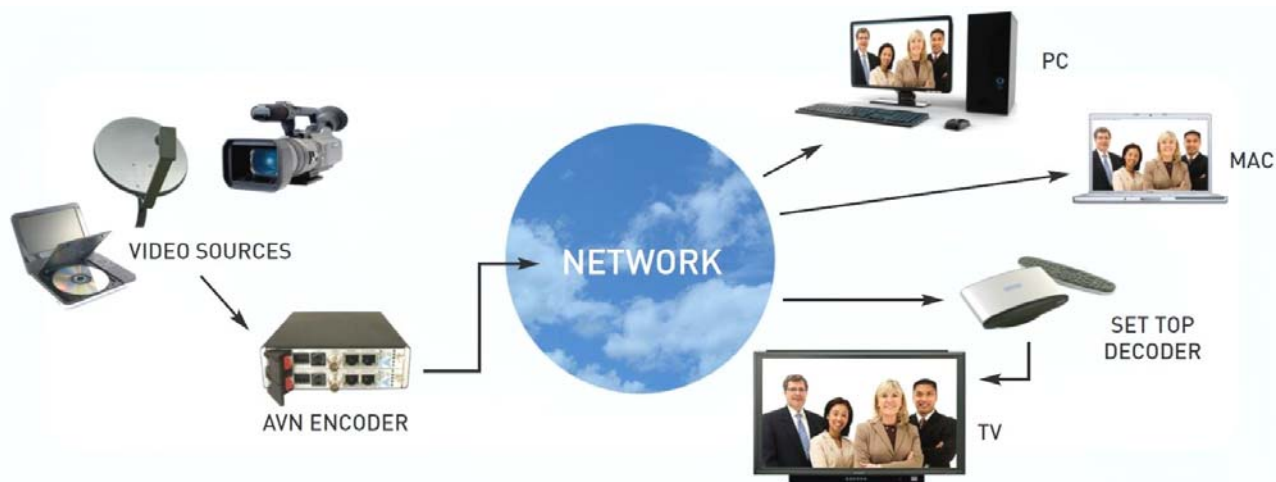 PC
MAC
VIDEO SOURCES
NETWORK
SET TOP
DECODER
AVN ENCODER
TV